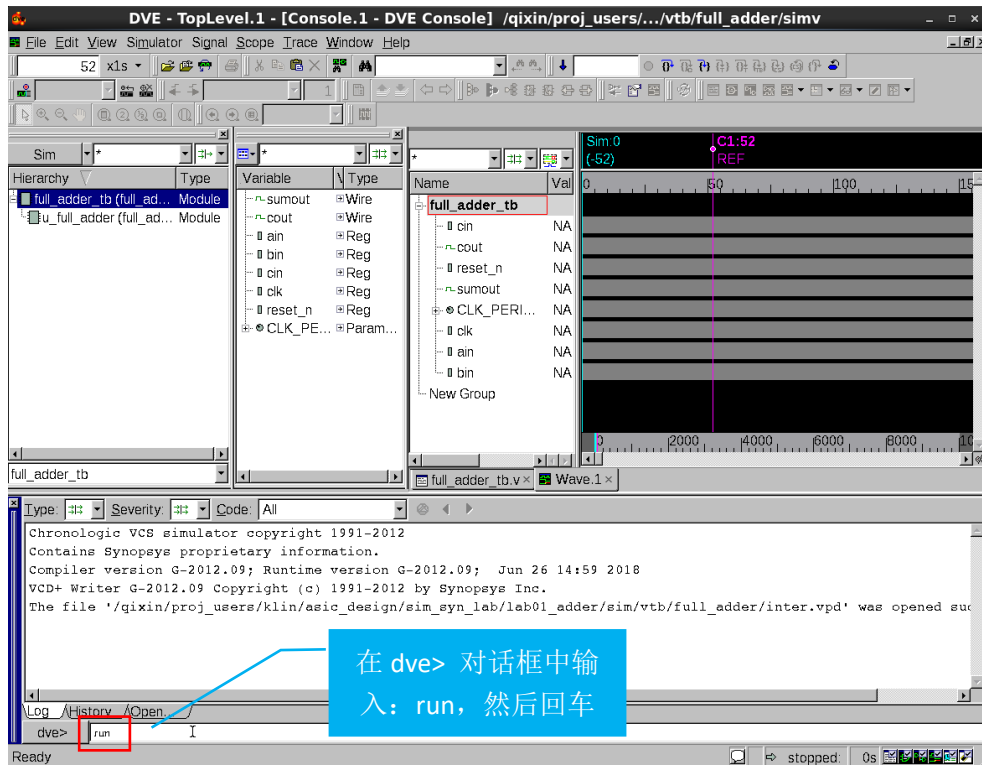 DVE - TopLevel.1 - [Console.1 - DVE Console] /qixin/proj_users/.../vtb/full_adder/simv
File Edit View Simulator Signal Scope Trace Window Help
52 x1s
1
Sim *
* 
*
Sim:0 C1:52
(-52) REF
Hierarchy Type
Variable V Type
Name Val
0 50 100 15
full_adder_tb (full_ad... Module
u_full_adder (full_ad... Module
sumout Wire
cout Wire
ain Reg
bin Reg
cin Reg
clk Reg
reset_n Reg
CLK_PE... Param...
full_adder_tb
cin NA
cout NA
reset_n NA
sumout NA
CLK_PERI... NA
clk NA
ain NA
bin NA
New Group
0 2000 4000 6000 8000 10
full_adder_tb
full_adder_tb.v Wave.1
Type: Severity: Code: All
Chronologic VCS simulator copyright 1991-2012
Contains Synopsys proprietary information.
Compiler version G-2012.09; Runtime version G-2012.09; Jun 26 14:59 2018
VCD+ Writer G-2012.09 Copyright (c) 1991-2012 by Synopsys Inc.
The file '/qixin/proj_users/klin/asic_design/sim_syn_lab/lab01_adder/sim/vtb/full_adder/inter.vpd' was opened suc
在 dve> 对话框中输
入：run，然后回车
Log History Open...
dve> run
Ready stopped: 0s